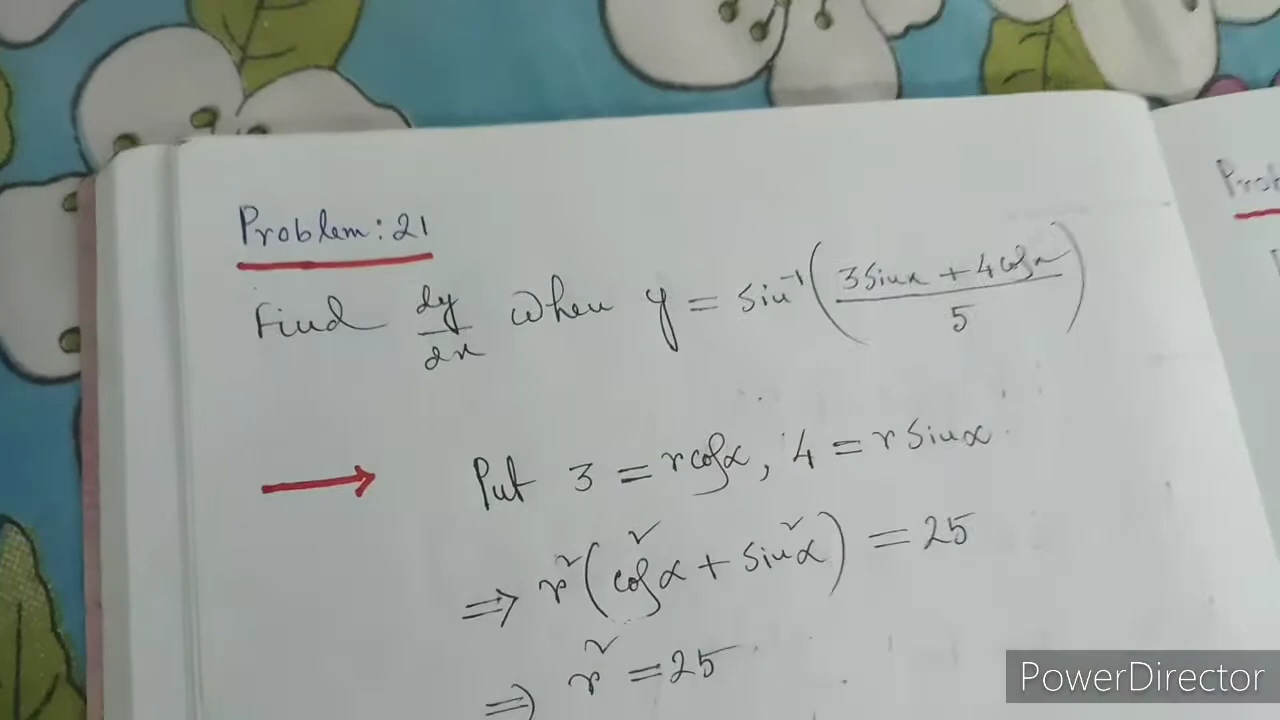 Problem: 21
Find dy/dx when y = sin⁻¹((3 sin x + 4 cos x)/5)
Put 3 = r cos α, 4 = r sin α
⇒ r²(cos²α + sin²α) = 25
⇒ r² = 25
PowerDirector